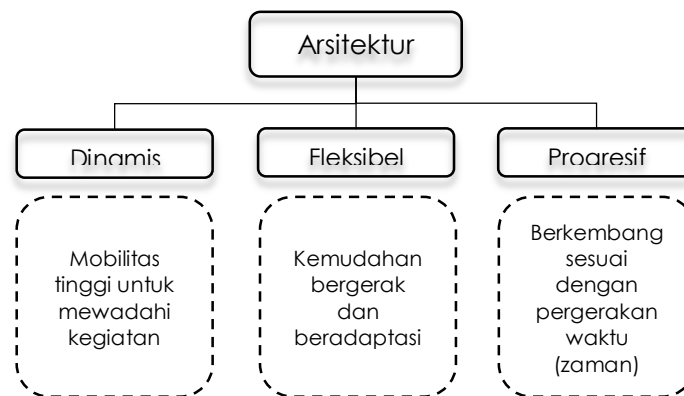 Arsitektur
Dinamis
Fleksibel
Progresif
Mobilitas
tinggi untuk
mewadahi
kegiatan
Kemudahan
bergerak
dan
beradaptasi
Berkembang
sesuai
dengan
pergerakan
waktu
(zaman)